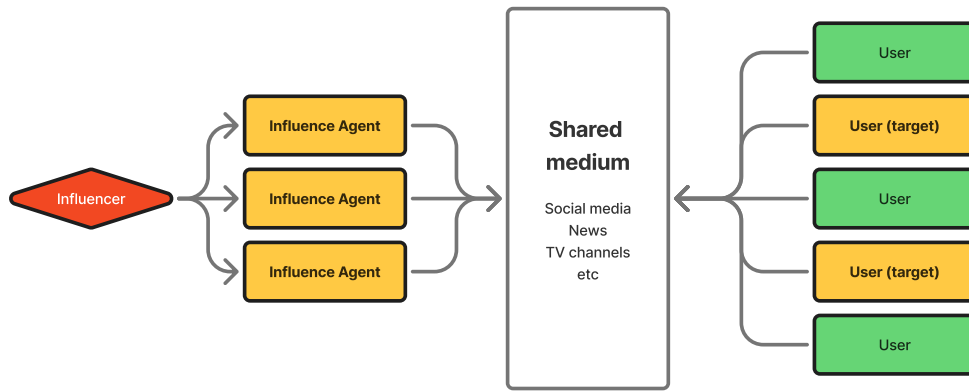 Influencer
Influence Agent
Influence Agent
Influence Agent
Shared
medium
Social media
News
TV channels
etc
User
User (target)
User
User (target)
User